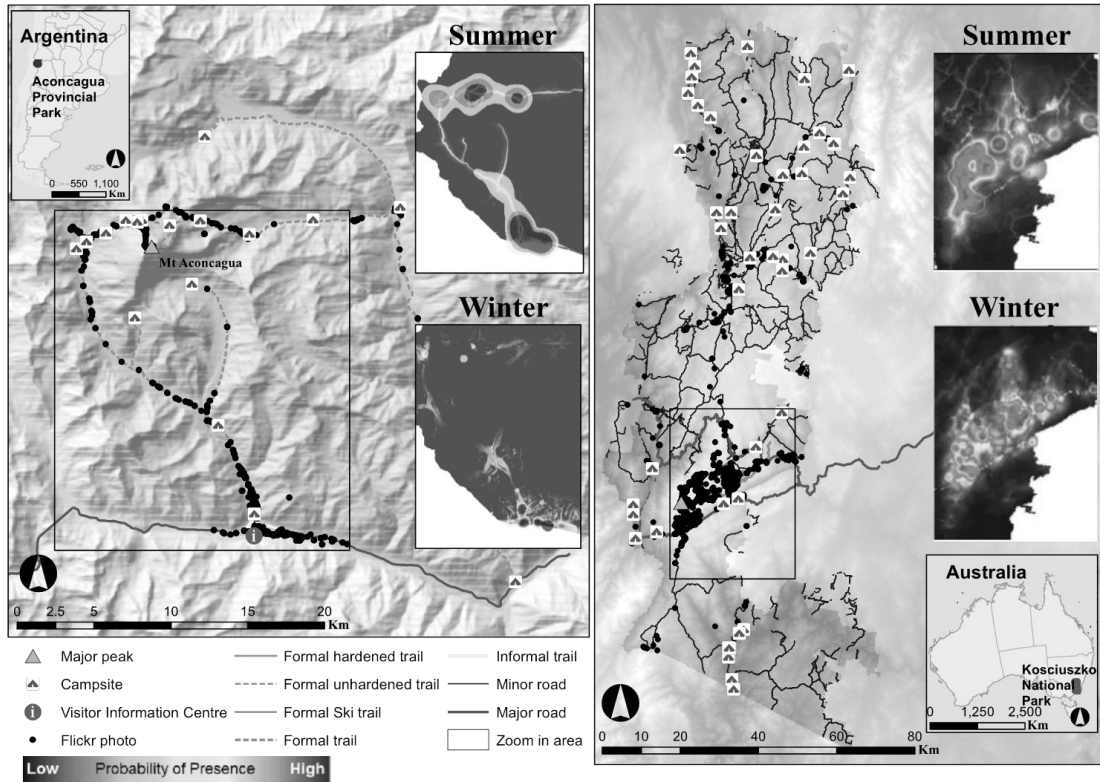 Argentina
Aconcagua
Provincial
Park
0 550 1,100
Km
Summer
Mt Aconcagua
Winter
0 2.5 5 10 15 20
Km
Summer
Winter
Australia
Kosciuszko
National
Park
0 1,250 2,500
Km
0 10 20 40 60 80
Km
Major peak
Formal hardened trail
Informal trail
Campsite
Formal unhardened trail
Minor road
Visitor Information Centre
Formal Ski trail
Major road
Flickr photo
Formal trail
Zoom in area
Low Probability of Presence High